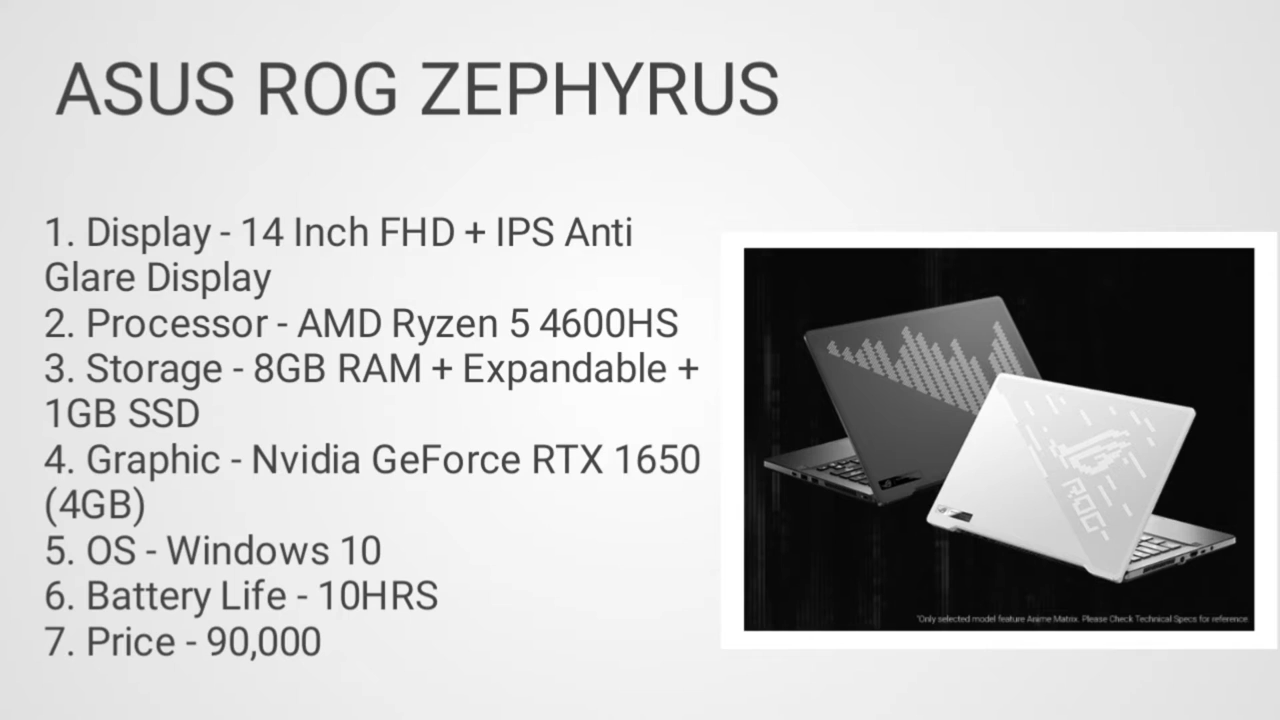 ASUS ROG ZEPHYRUS
1. Display - 14 Inch FHD + IPS Anti
Glare Display
2. Processor - AMD Ryzen 5 4600HS
3. Storage - 8GB RAM + Expandable +
1GB SSD
4. Graphic - Nvidia GeForce RTX 1650
(4GB)
5. OS - Windows 10
6. Battery Life - 10HRS
7. Price - 90,000
ROG
*Only selected model feature Anime Matrix. Please Check Technical Specs for reference